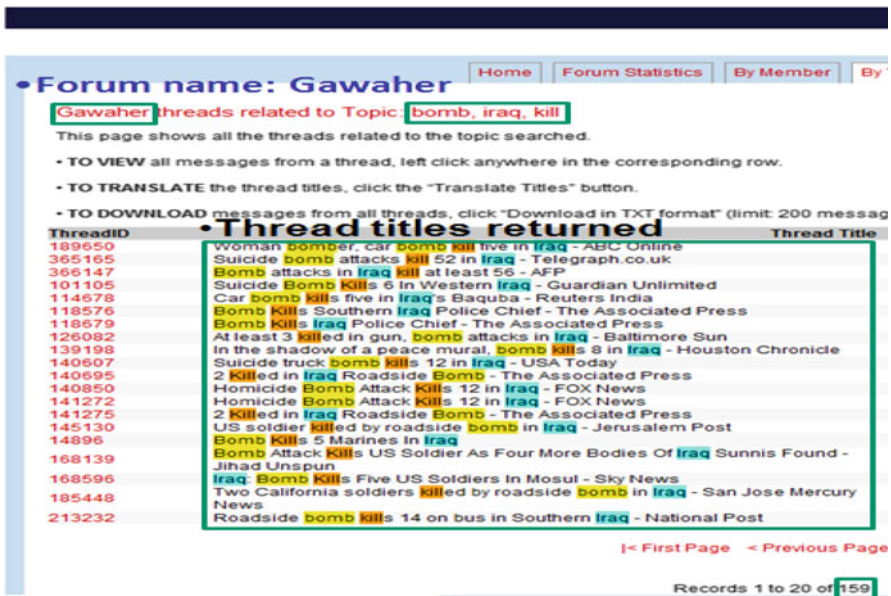 Home Forum Statistics By Member By
•Forum name: Gawaher
Gawaher threads related to Topic: bomb, iraq, kill
This page shows all the threads related to the topic searched.
• TO VIEW all messages from a thread, left click anywhere in the corresponding row.
• TO TRANSLATE the thread titles, click the "Translate Titles" button.
• TO DOWNLOAD messages from all threads, click "Download in TXT format" (limit: 200 messag
•Thread titles returned
ThreadID Thread Title
189650 Woman bomber, car bomb kill five in Iraq - ABC Online
365165 Suicide bomb attacks kill 52 in Iraq - Telegraph.co.uk
366147 Bomb attacks in Iraq kill at least 56 - AFP
101105 Suicide Bomb Kills 6 In Western Iraq - Guardian Unlimited
114678 Car bomb kills five in Iraq's Baquba - Reuters India
118576 Bomb Kills Southern Iraq Police Chief - The Associated Press
118679 Bomb Kills Iraq Police Chief - The Associated Press
126082 At least 3 killed in gun, bomb attacks in Iraq - Baltimore Sun
139198 In the shadow of a peace mural, bomb kills 8 in Iraq - Houston Chronicle
140607 Suicide truck bomb kills 12 in Iraq - USA Today
140695 2 Killed in Iraq Roadside Bomb - The Associated Press
140850 Homicide Bomb Attack Kills 12 in Iraq - FOX News
141272 Homicide Bomb Attack Kills 12 in Iraq - FOX News
141275 2 Killed in Iraq Roadside Bomb - The Associated Press
145130 US soldier killed by roadside bomb in Iraq - Jerusalem Post
14896 Bomb Kills 5 Marines In Iraq
168139 Bomb Attack Kills US Soldier As Four More Bodies Of Iraq Sunnis Found -
Jihad Unspun
168596 Iraq: Bomb Kills Five US Soldiers In Mosul - Sky News
185448 Two California soldiers killed by roadside bomb in Iraq - San Jose Mercury
News
213232 Roadside bomb kills 14 on bus in Southern Iraq - National Post
|< First Page < Previous Page
Records 1 to 20 of 159